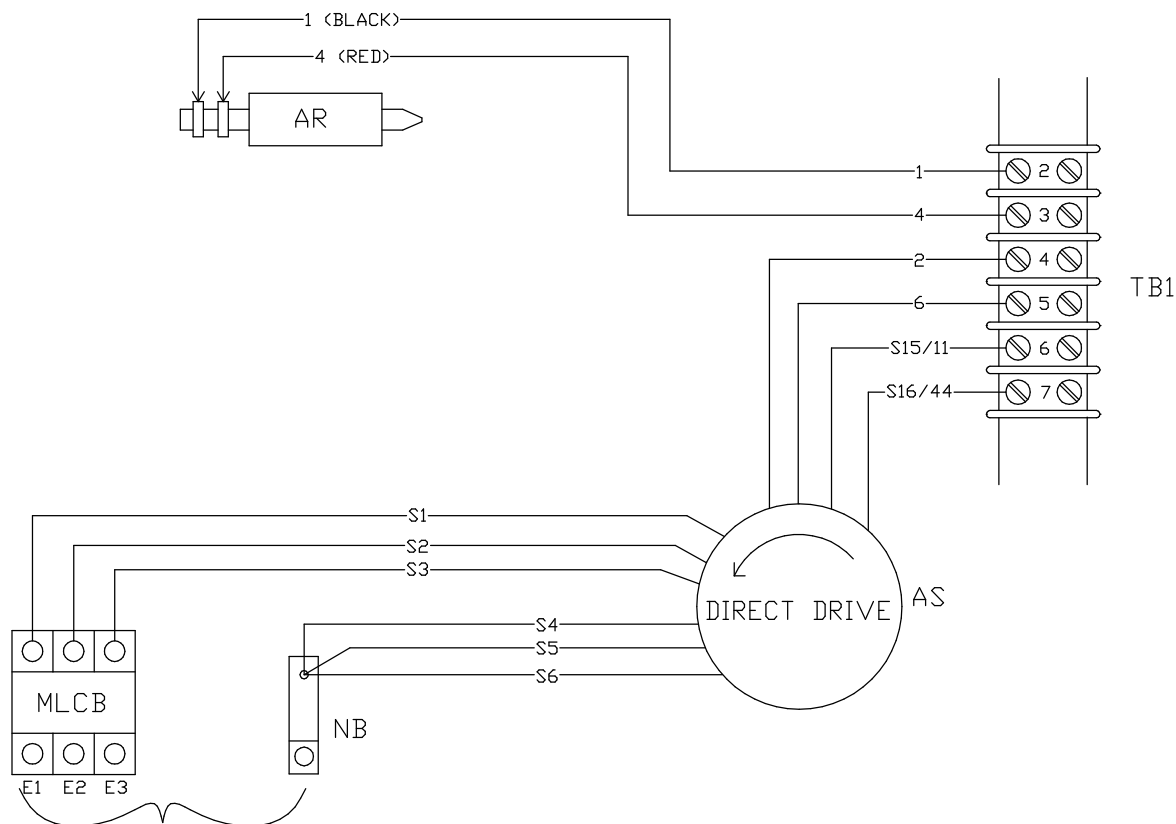 1 (BLACK)
4 (RED)
AR
1
2
4
3
2
4
TB1
6
5
S15/11
6
S16/44
7
S1
S2
S3
AS
DIRECT DRIVE
S4
S5
S6
MLCB
NB
E1 E2 E3